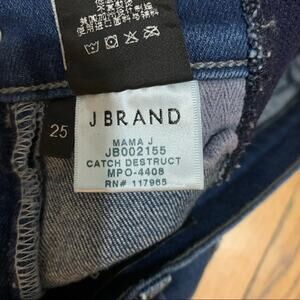 25
J BRAND
MAMA J
JB002155
CATCH DESTRUCT
MPO-4408
RN# 117965